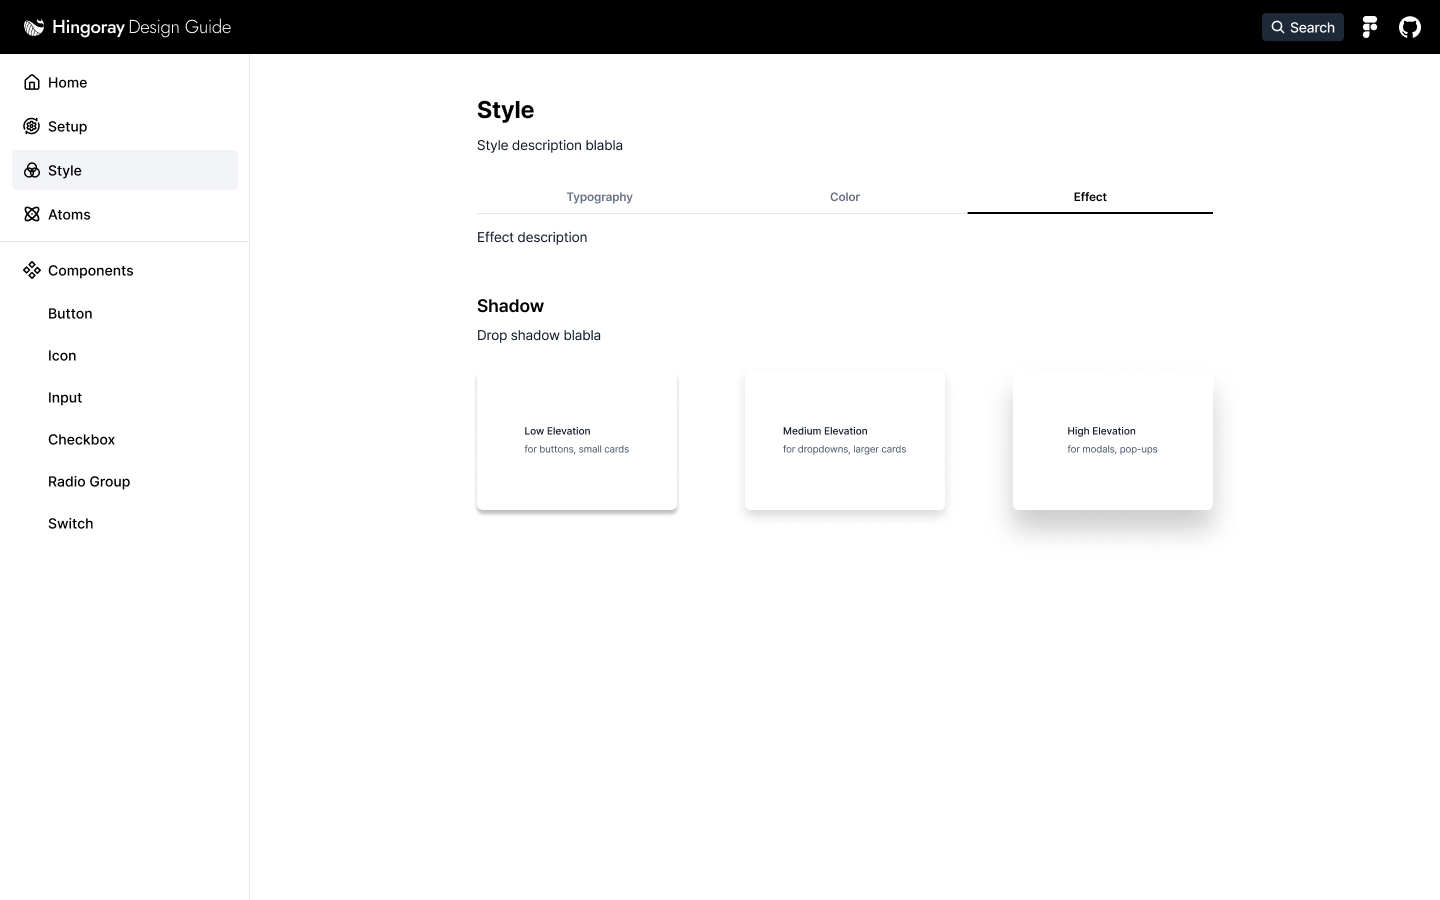 Hingoray Design Guide
Search
Home
Setup
Style
Atoms
Components
Button
Icon
Input
Checkbox
Radio Group
Switch
Style
Style description blabla
Typography
Color
Effect
Effect description
Shadow
Drop shadow blabla
Low Elevation
for buttons, small cards
Medium Elevation
for dropdowns, larger cards
High Elevation
for modals, pop-ups